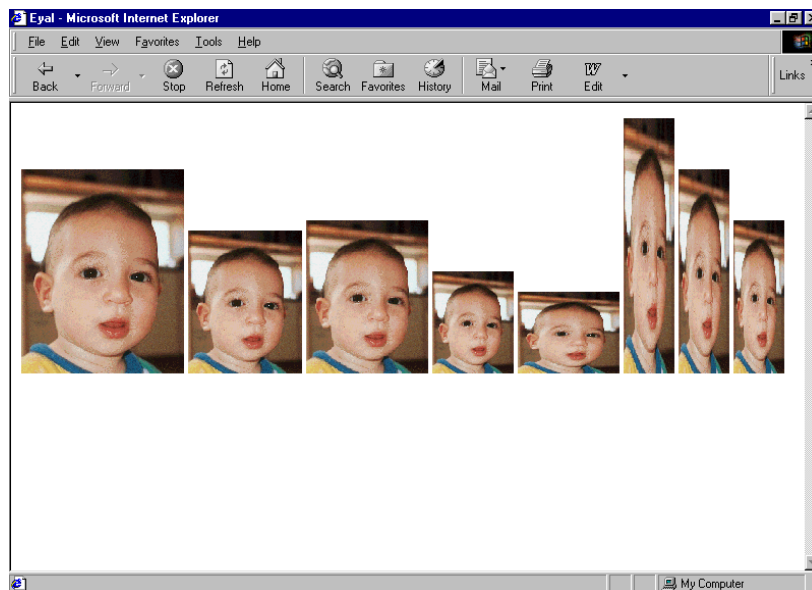 Eyal - Microsoft Internet Explorer
File Edit View Favorites Tools Help
Back Forward Stop Refresh Home Search Favorites History Mail Print Edit Links
My Computer